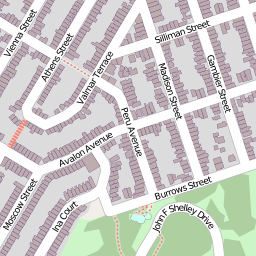 Vienna Street
Athens Street
Silliman Street
Valmar Terrace
Madison Street
Gambier Street
Peru Avenue
Avalon Avenue
Moscow Street
Ina Court
Burrows Street
John F Shelley Drive